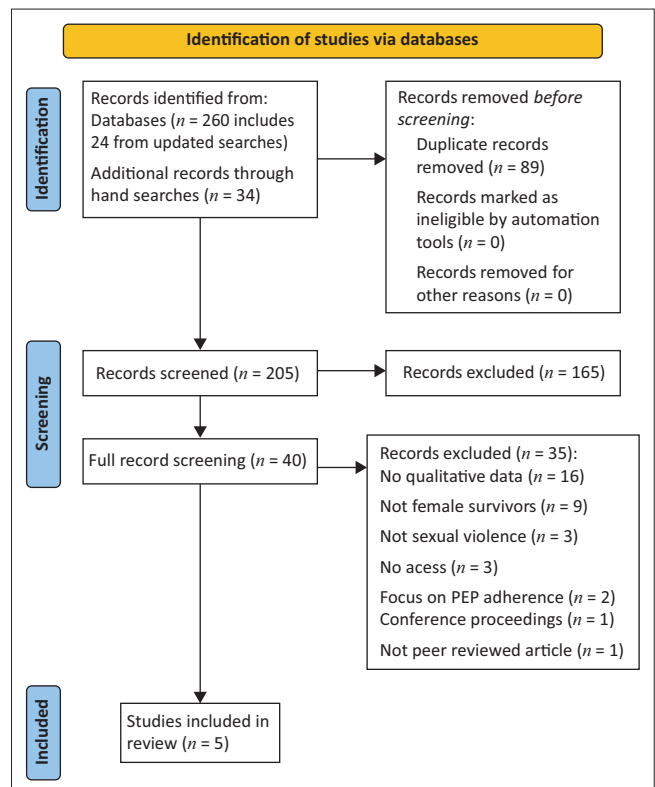 Identification of studies via databases
Identification
Records identified from:
Databases (n = 260 includes
24 from updated searches)
Additional records through
hand searches (n = 34)
Records removed before
screening:
Duplicate records
removed (n = 89)
Records marked as
ineligible by automation
tools (n = 0)
Records removed for
other reasons (n = 0)
Screening
Records screened (n = 205)
Records excluded (n = 165)
Full record screening (n = 40)
Records excluded (n = 35):
No qualitative data (n = 16)
Not female survivors (n = 9)
Not sexual violence (n = 3)
No acess (n = 3)
Focus on PEP adherence (n = 2)
Conference proceedings (n = 1)
Not peer reviewed article (n = 1)
Included
Studies included in
review (n = 5)